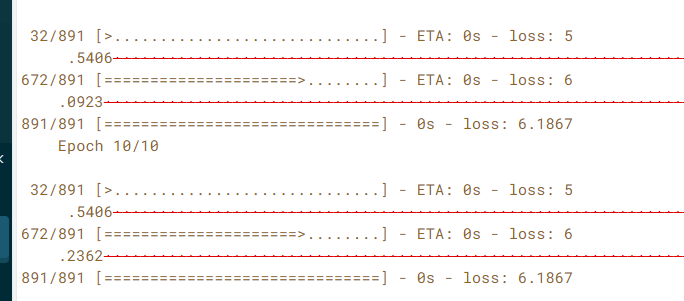 32/891 [>.............................] - ETA: 0s - loss: 5
.5406
672/891 [=====================>........] - ETA: 0s - loss: 6
.0923
891/891 [==============================] - 0s - loss: 6.1867
Epoch 10/10
32/891 [>.............................] - ETA: 0s - loss: 5
.5406
672/891 [=====================>........] - ETA: 0s - loss: 6
.2362
891/891 [==============================] - 0s - loss: 6.1867